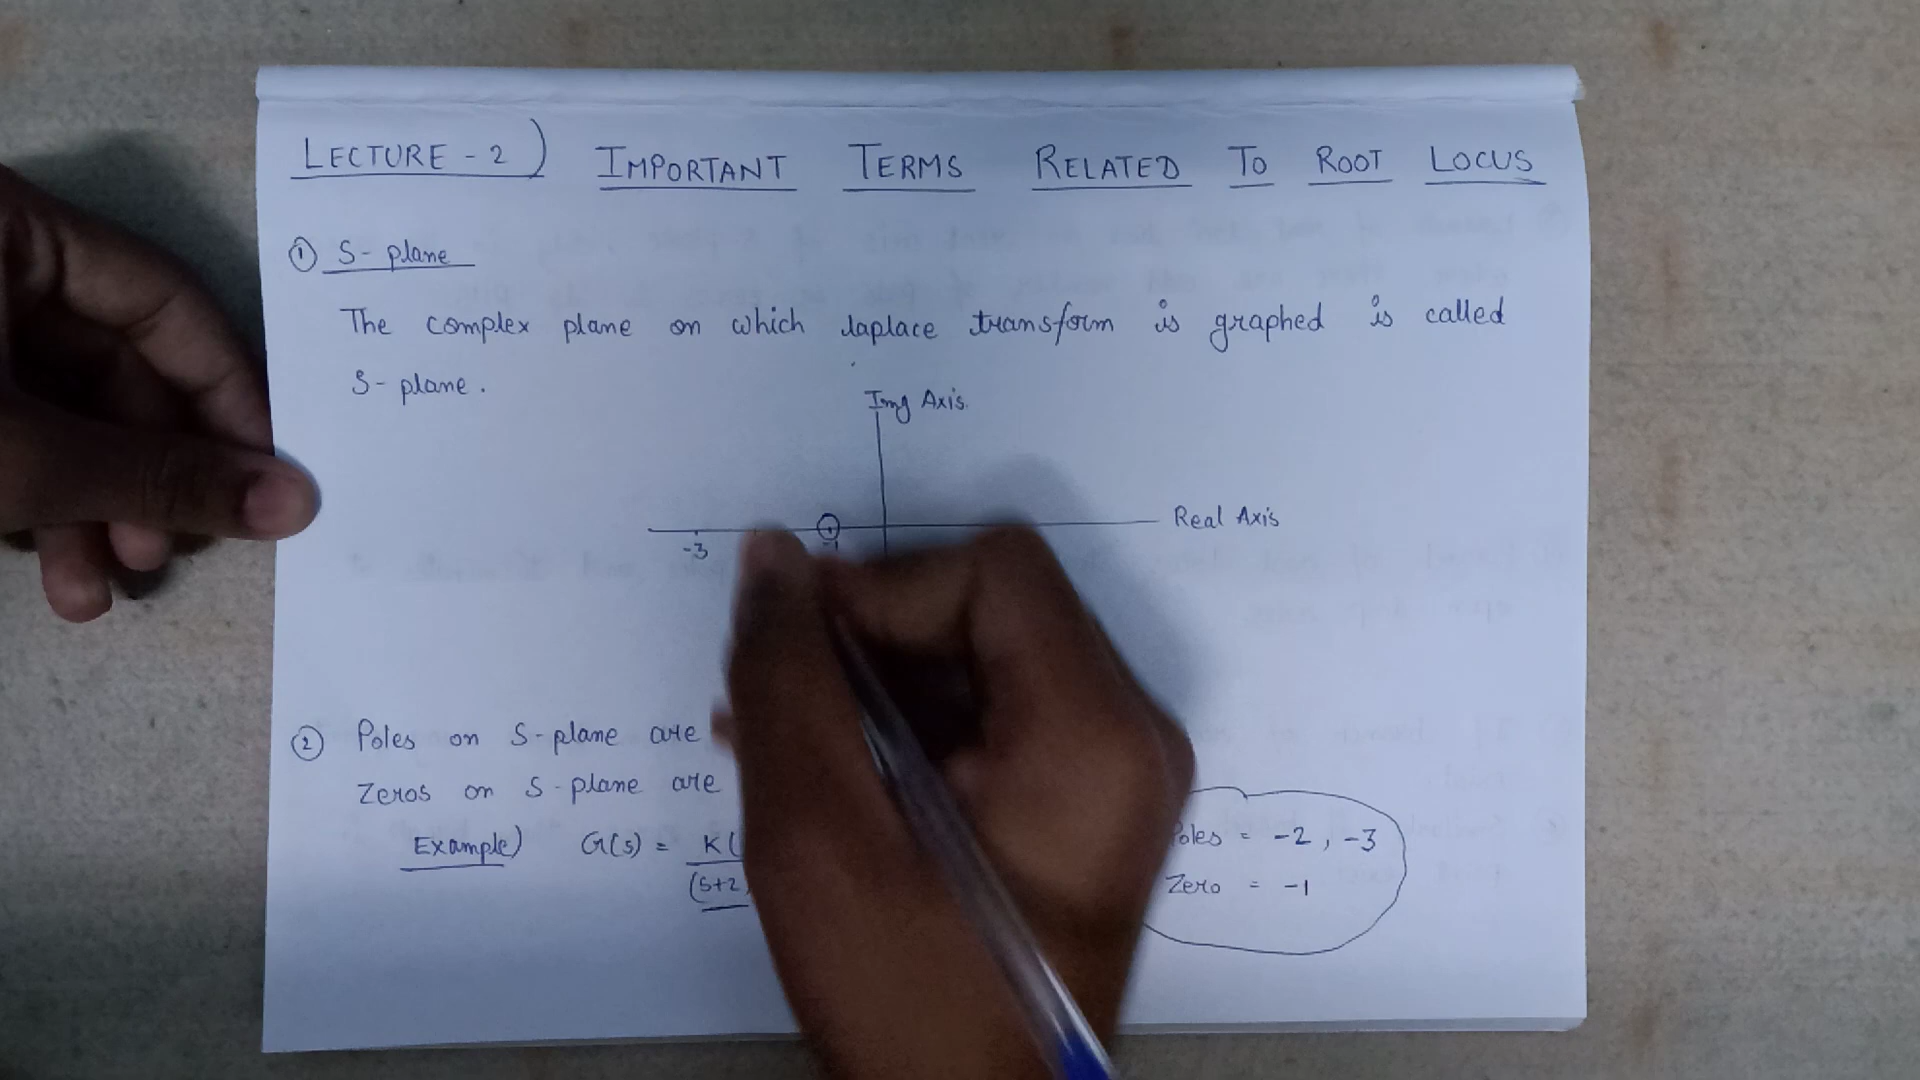 LECTURE - 2) IMPORTANT TERMS RELATED TO ROOT LOCUS
① S- plane
The complex plane on which laplace transform is graphed is called
S- plane.
Img Axis.
Real Axis
-3 -1
② Poles on S-plane are
Zeros on S-plane are
Example) G(s) = K(
(s+2
Poles = -2, -3
Zero = -1